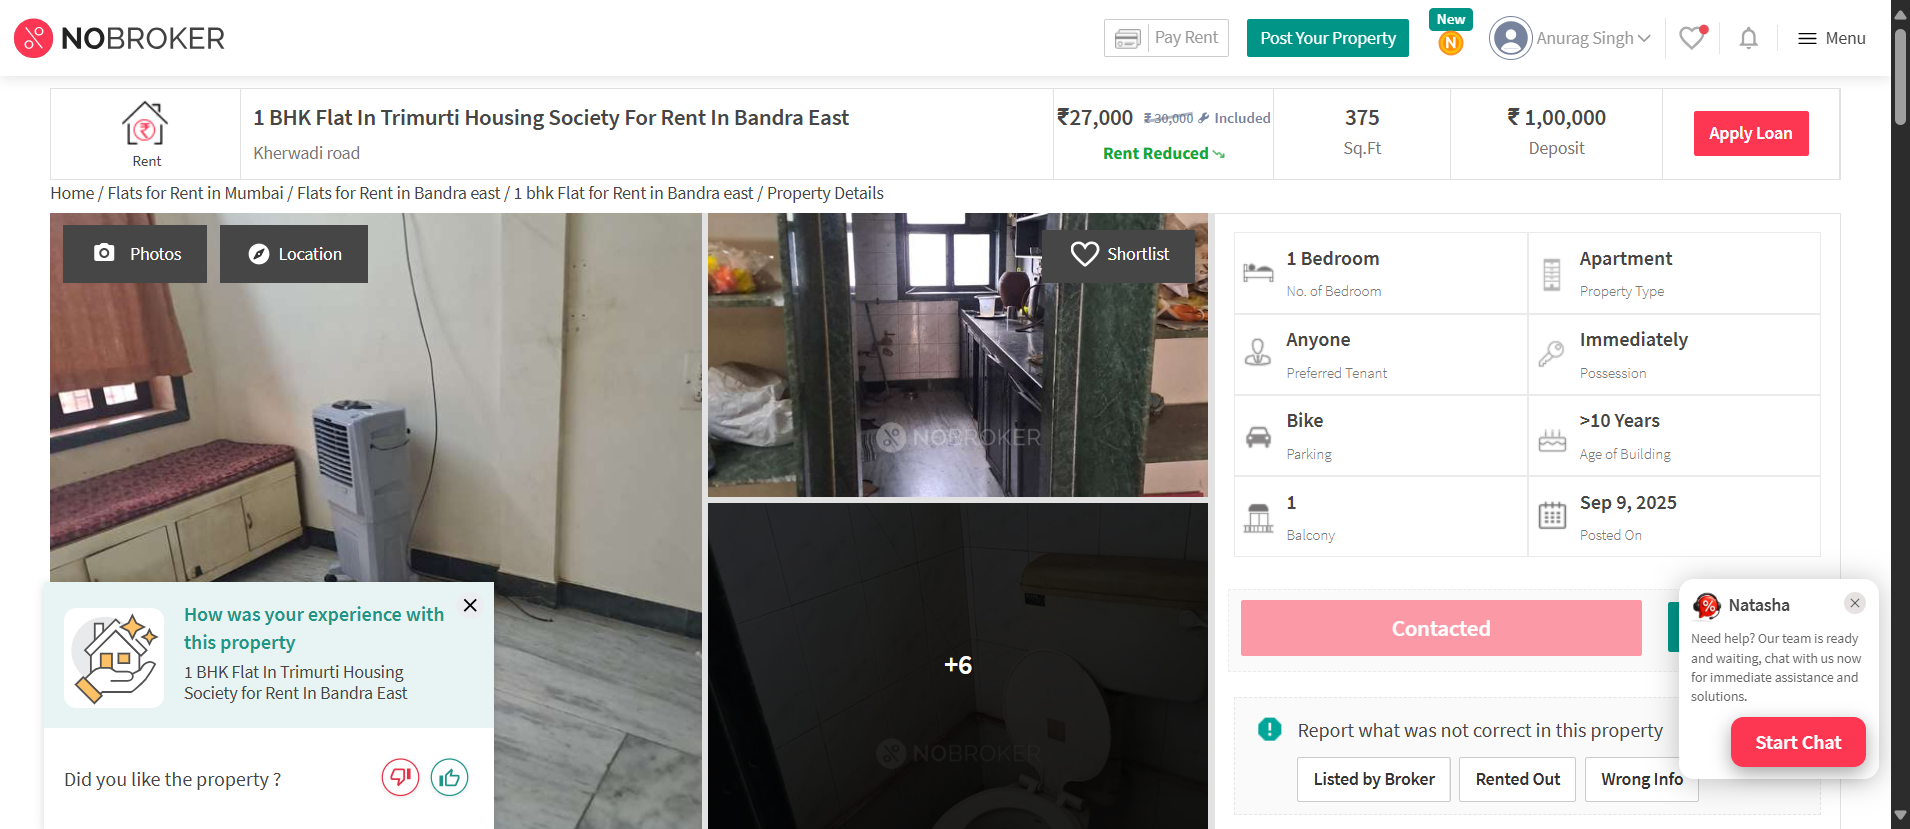 NOBROKER
Pay Rent
Post Your Property
New
N
Anurag Singh
Menu
Rent
1 BHK Flat In Trimurti Housing Society For Rent In Bandra East
Kherwadi road
₹27,000 ₹ 30,000 Included
Rent Reduced
375
Sq.Ft
₹ 1,00,000
Deposit
Apply Loan
Home / Flats for Rent in Mumbai / Flats for Rent in Bandra east / 1 bhk Flat for Rent in Bandra east / Property Details
Photos
Location
Shortlist
NOBROKER
+6
NOBROKER
1 Bedroom
No. of Bedroom
Apartment
Property Type
Anyone
Preferred Tenant
Immediately
Possession
Bike
Parking
>10 Years
Age of Building
1
Balcony
Sep 9, 2025
Posted On
Contacted
Report what was not correct in this property
Listed by Broker
Rented Out
Wrong Info
How was your experience with
this property
1 BHK Flat In Trimurti Housing
Society for Rent In Bandra East
Did you like the property ?
Natasha
Need help? Our team is ready
and waiting, chat with us now
for immediate assistance and
solutions.
Start Chat